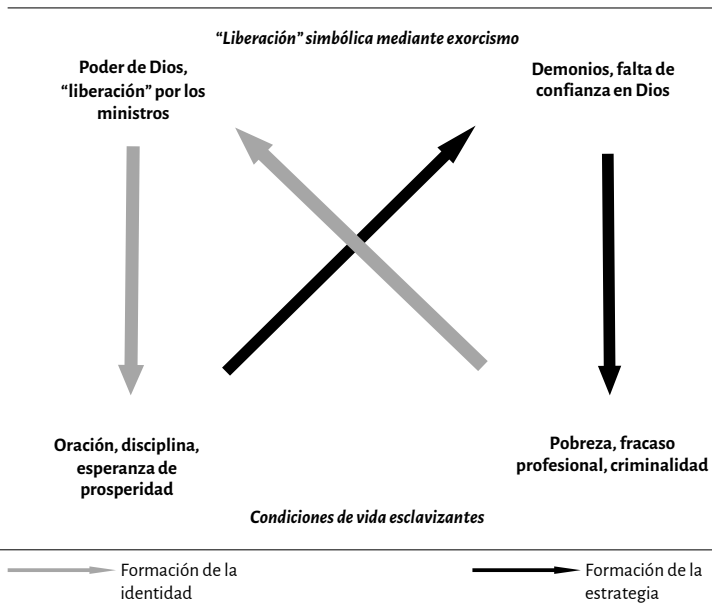 “Liberación” simbólica mediante exorcismo
Poder de Dios,
“liberación” por los
ministros
Demonios, falta de
confianza en Dios
Oración, disciplina,
esperanza de
prosperidad
Pobreza, fracaso
profesional, criminalidad
Condiciones de vida esclavizantes
Formación de la
identidad
Formación de la
estrategia